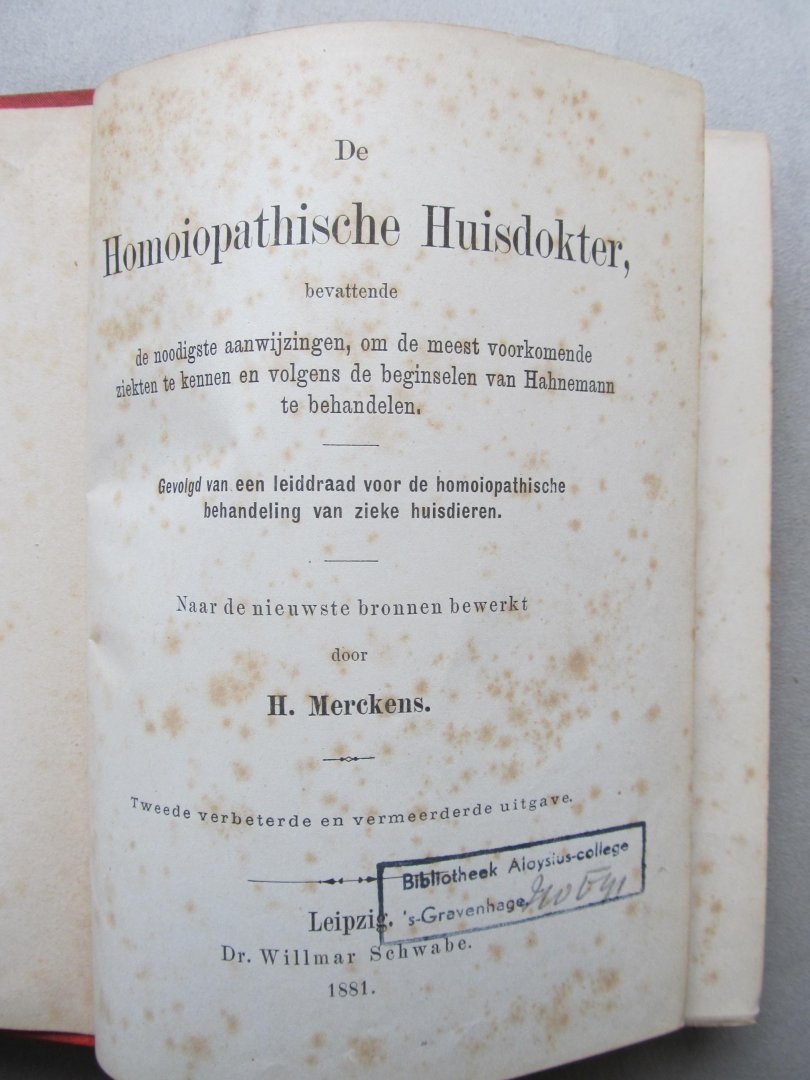 De
Homoiopathische Huisdokter,
bevattende
de noodigste aanwijzingen, om de meest voorkomende
ziekten te kennen en volgens de beginselen van Hahnemann
te behandelen.
Gevolgd van een leiddraad voor de homoiopathische
behandeling van zieke huisdieren.
Naar de nieuwste bronnen bewerkt
door
H. Merckens.
Tweede verbeterde en vermeerderde uitgave.
Bibliotheek Aloysius-college
's-Gravenhage
Leipzig.
Dr. Willmar Schwabe.
1881.